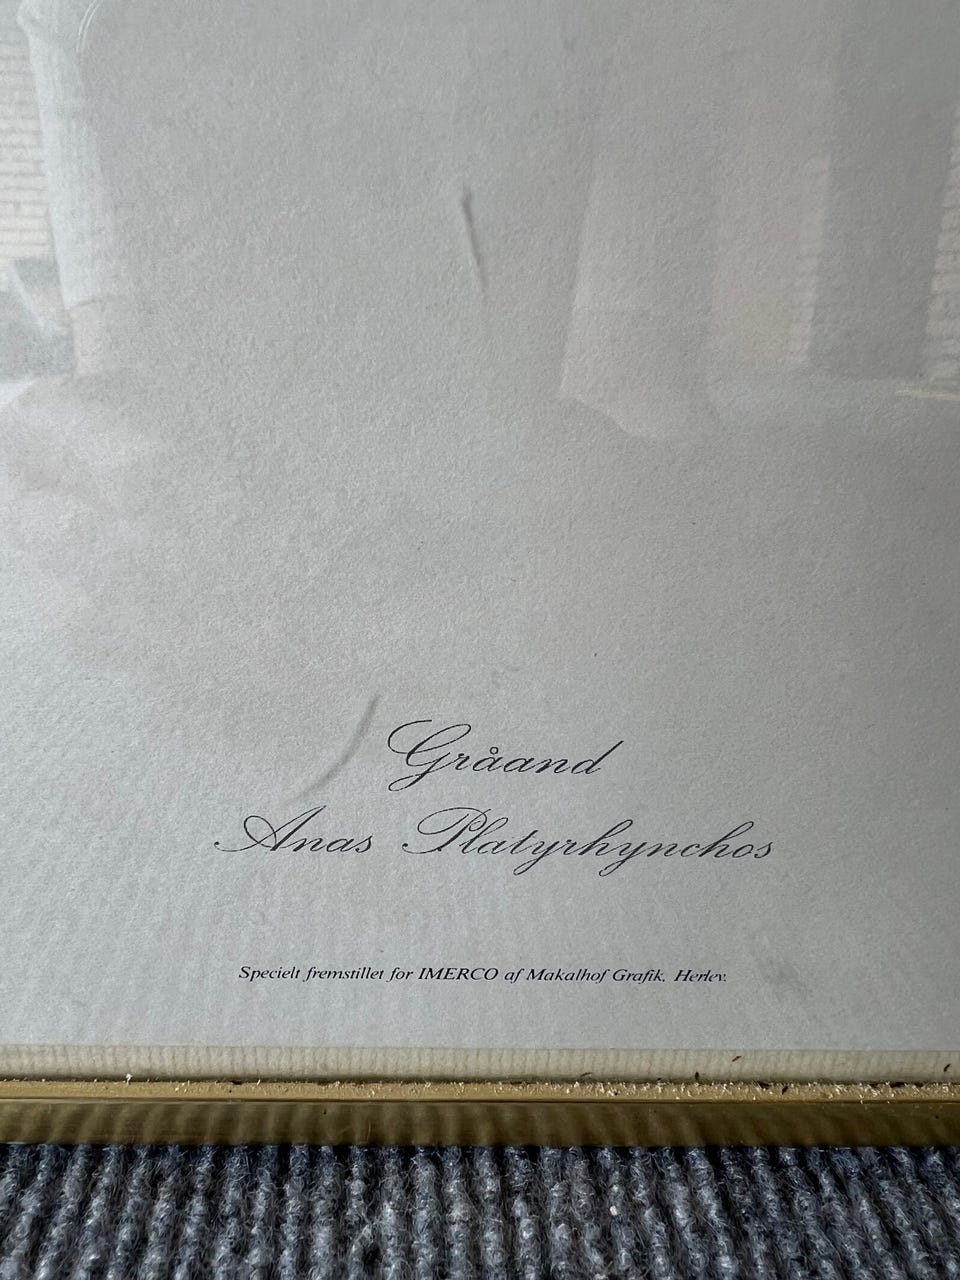 Gråand
Anas Platyrhynchos
Specielt fremstillet for IMERCO af Makalhof Grafik, Herlev.